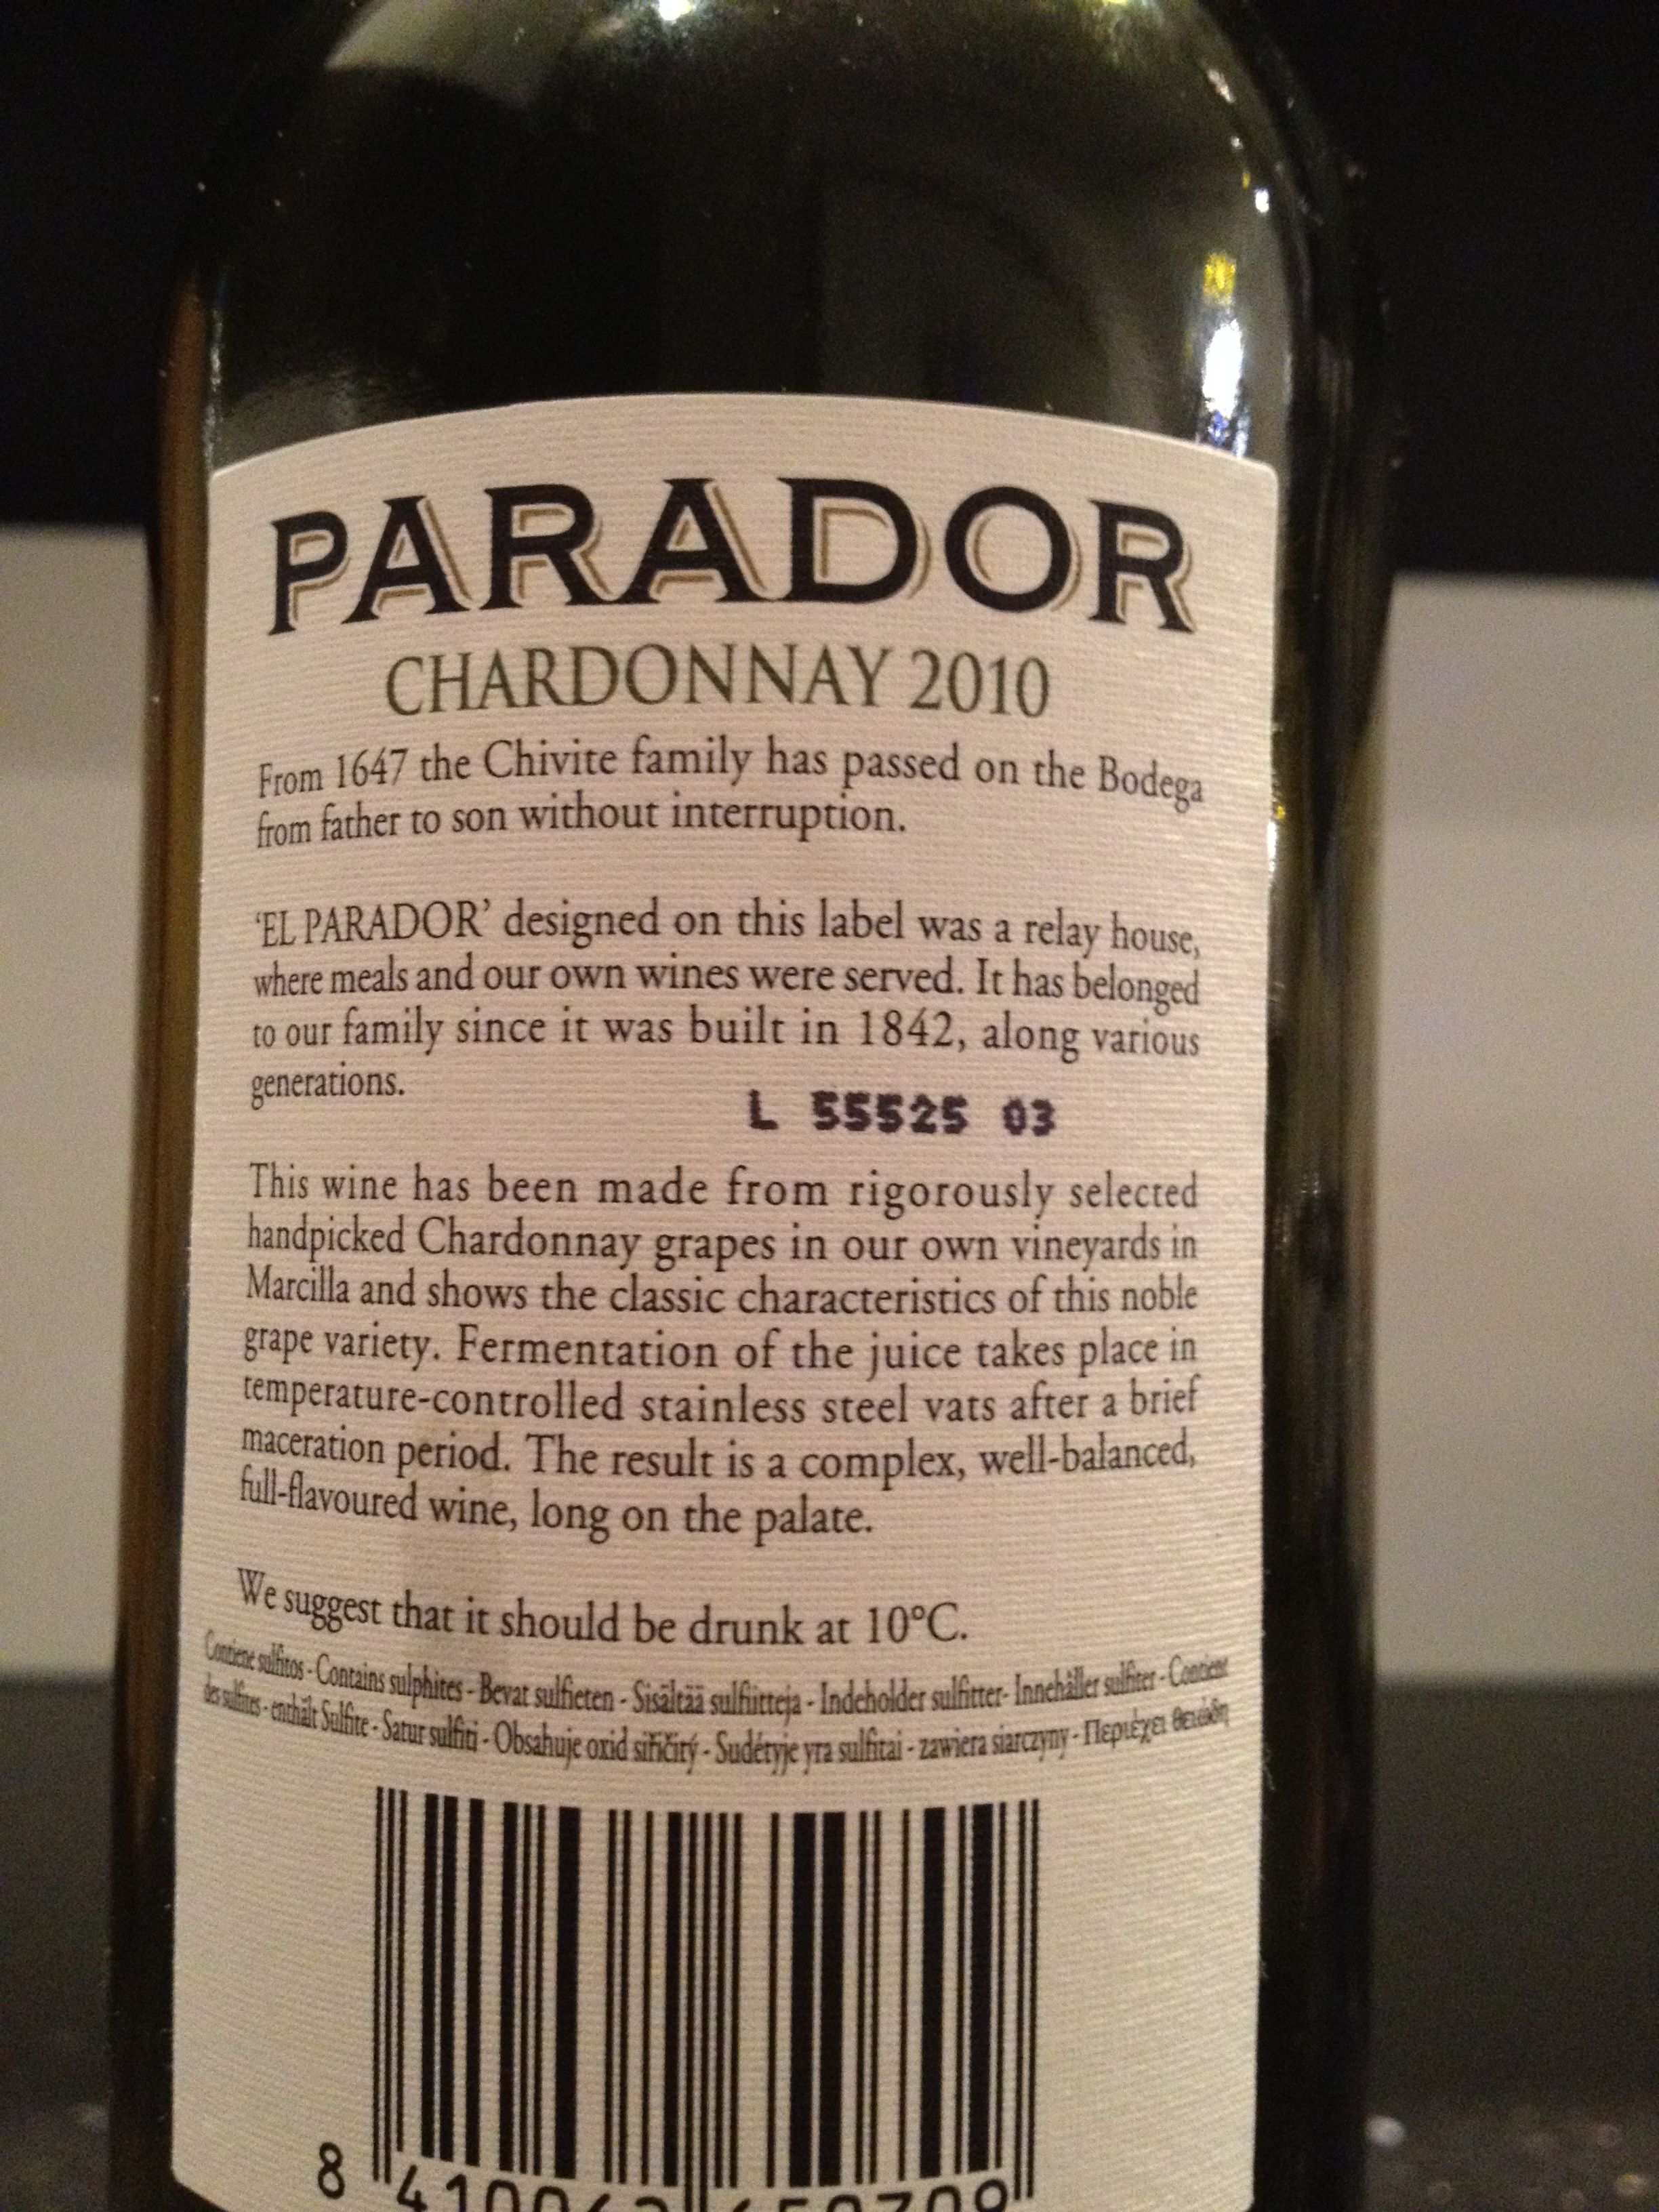 PARADOR
CHARDONNAY 2010
From 1647 the Chivite family has passed on the Bodega
from father to son without interruption.
‘EL PARADOR’ designed on this label was a relay house,
where meals and our own wines were served. It has belonged
to our family since it was built in 1842, along various
generations.
L 55525 03
This wine has been made from rigorously selected
handpicked Chardonnay grapes in our own vineyards in
Marcilla and shows the classic characteristics of this noble
grape variety. Fermentation of the juice takes place in
temperature-controlled stainless steel vats after a brief
maceration period. The result is a complex, well-balanced,
full-flavoured wine, long on the palate.
We suggest that it should be drunk at 10°C.
Contiene sulfitos - Contains sulphites - Bevat sulfieten - Sisältää sulfiitteja - Indeholder sulfitter- Innehåller sulfiter - Contient
des sulfites - enthält Sulfite - Satur sulfiti - Obsahuje oxid siřičitý - Sudėtyje yra sulfitai - zawiera siarczyny - Περιέχει θειώδη
8